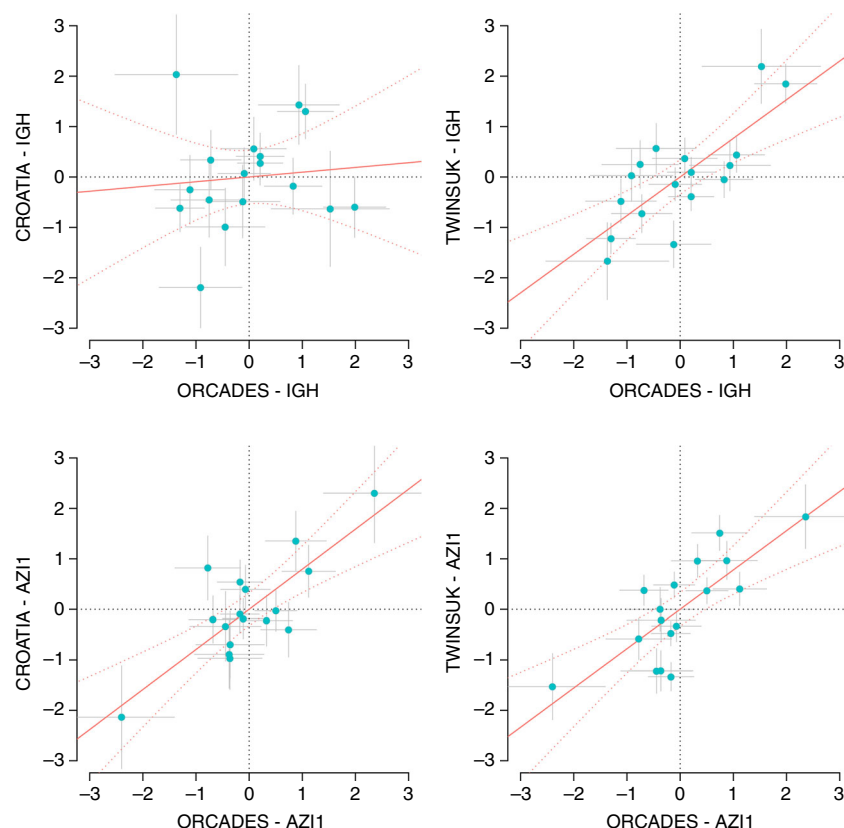 3
2
1
0
−1
−2
−3
CROATIA - IGH
−3 −2 −1 0 1 2 3
ORCADES - IGH
3
2
1
0
−1
−2
−3
TWINSUK - IGH
−3 −2 −1 0 1 2 3
ORCADES - IGH
3
2
1
0
−1
−2
−3
CROATIA - AZI1
−3 −2 −1 0 1 2 3
ORCADES - AZI1
3
2
1
0
−1
−2
−3
TWINSUK - AZI1
−3 −2 −1 0 1 2 3
ORCADES - AZI1